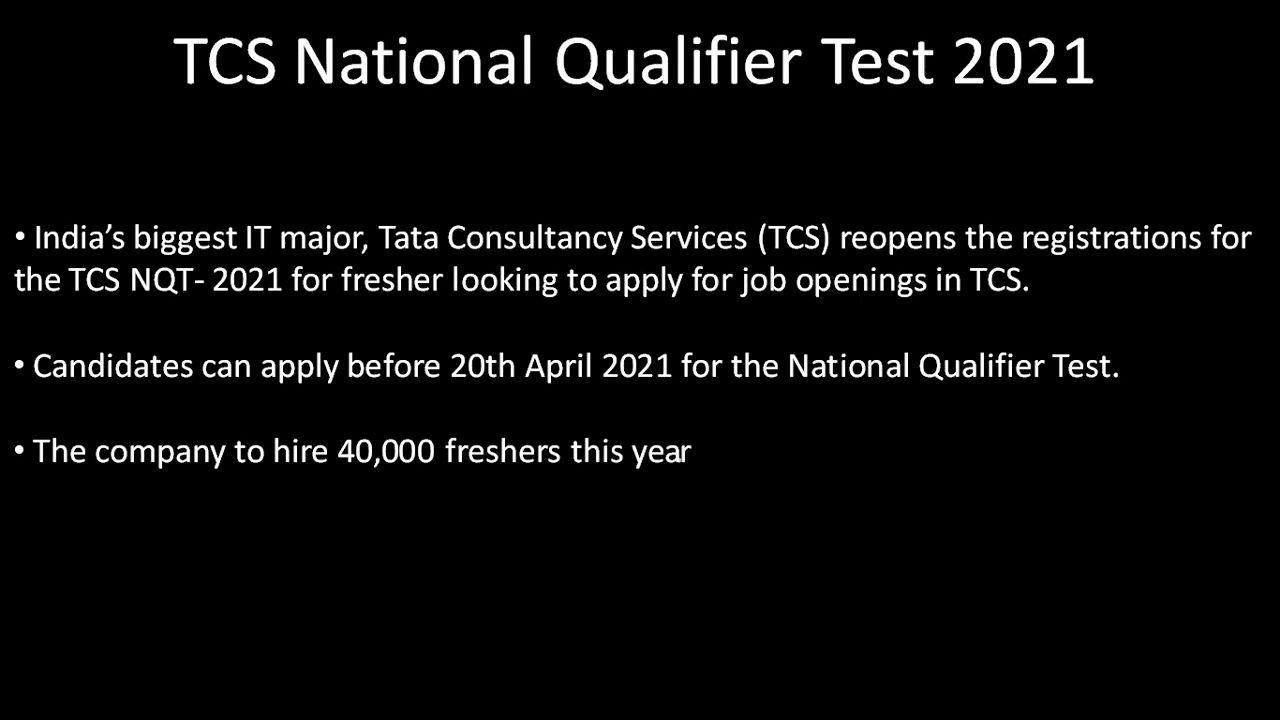 TCS National Qualifier Test 2021
• India’s biggest IT major, Tata Consultancy Services (TCS) reopens the registrations for
the TCS NQT- 2021 for fresher looking to apply for job openings in TCS.
• Candidates can apply before 20th April 2021 for the National Qualifier Test.
• The company to hire 40,000 freshers this year